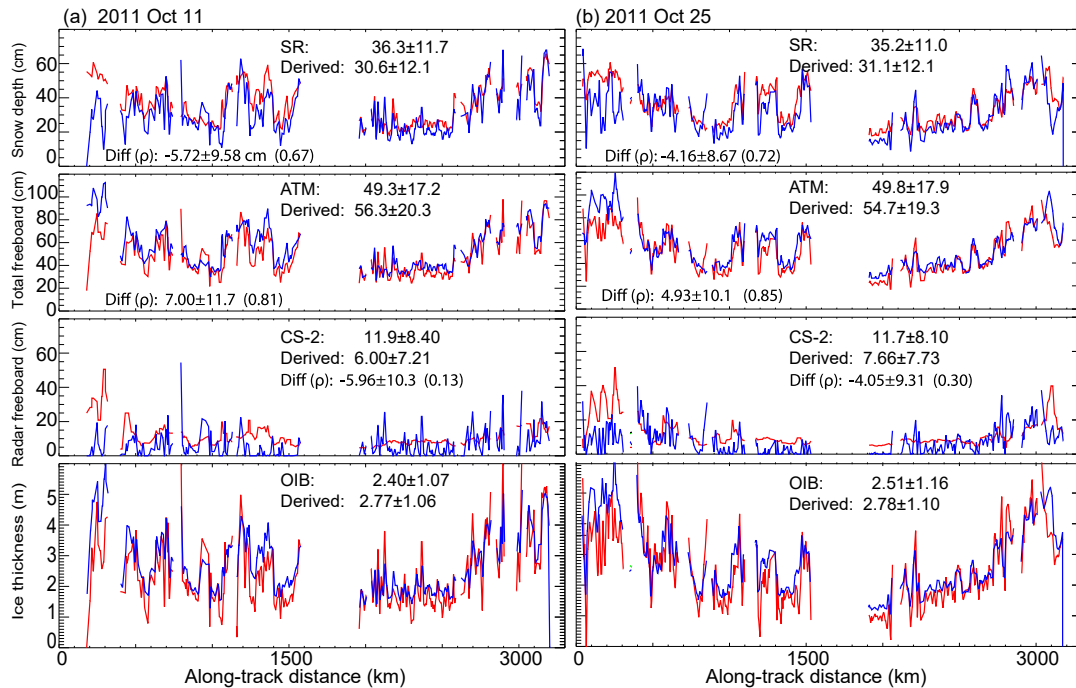 (a) 2011 Oct 11
(b) 2011 Oct 25
Snow depth (cm)
60
40
20
0
SR: 36.3±11.7
Derived: 30.6±12.1
Diff (ρ): -5.72±9.58 cm (0.67)
SR: 35.2±11.0
Derived: 31.1±12.1
Diff (ρ): -4.16±8.67 (0.72)
Total freeboard (cm)
100
80
60
40
20
0
ATM: 49.3±17.2
Derived: 56.3±20.3
Diff (ρ): 7.00±11.7 (0.81)
ATM: 49.8±17.9
Derived: 54.7±19.3
Diff (ρ): 4.93±10.1 (0.85)
Radar freeboard (cm)
60
40
20
0
CS-2: 11.9±8.40
Derived: 6.00±7.21
Diff (ρ): -5.96±10.3 (0.13)
CS-2: 11.7±8.10
Derived: 7.66±7.73
Diff (ρ): -4.05±9.31 (0.30)
Ice thickness (m)
5
4
3
2
1
0
OIB: 2.40±1.07
Derived: 2.77±1.06
OIB: 2.51±1.16
Derived: 2.78±1.10
0 1500 3000
Along-track distance (km)
0 1500 3000
Along-track distance (km)